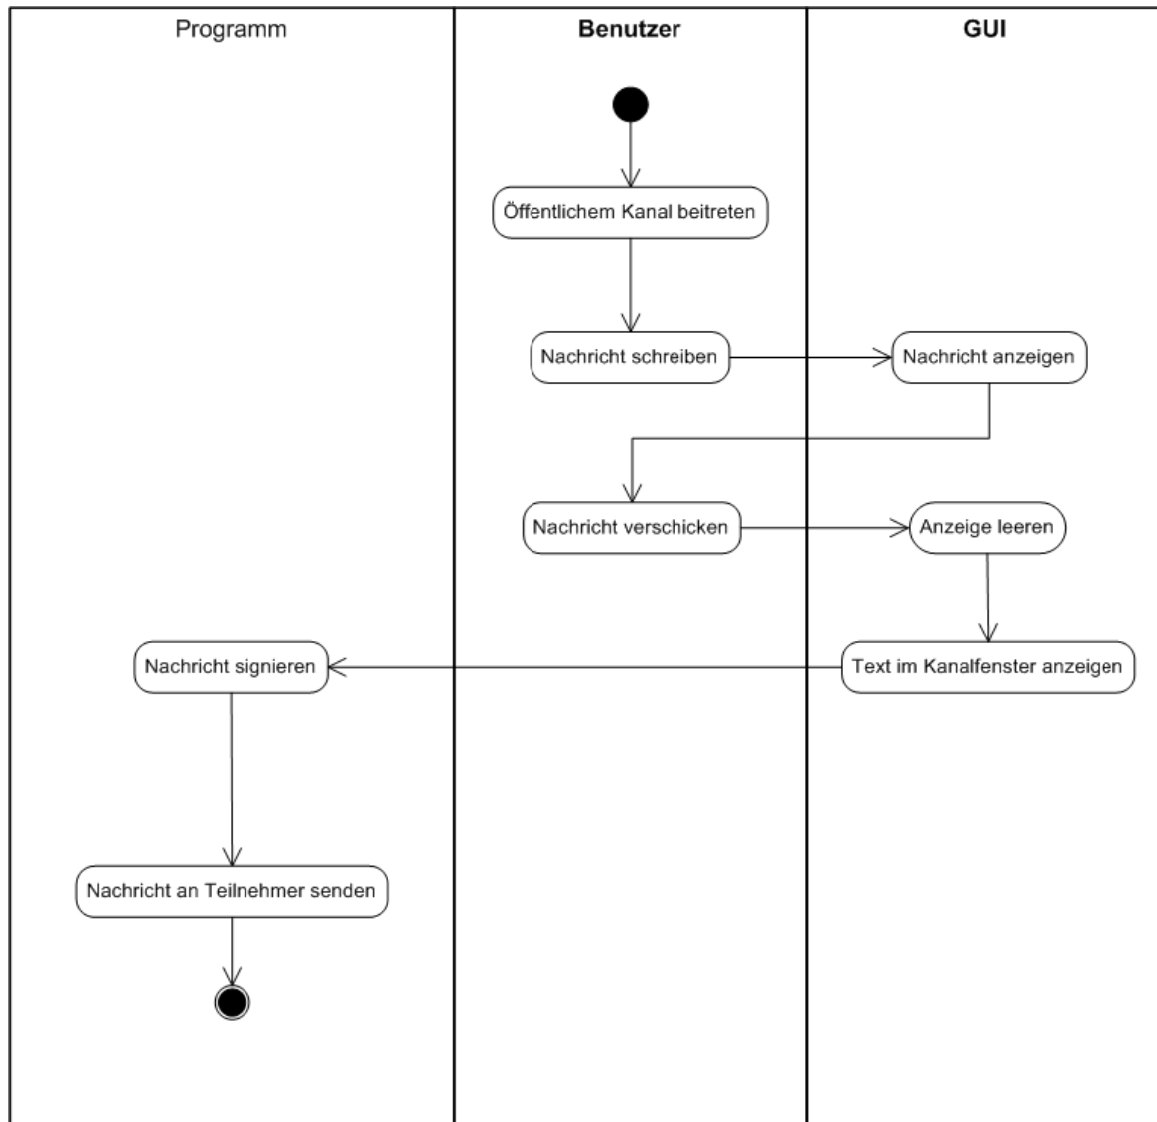 Programm
Benutzer
GUI
Öffentlichem Kanal beitreten
Nachricht schreiben
Nachricht anzeigen
Nachricht verschicken
Anzeige leeren
Nachricht signieren
Text im Kanalfenster anzeigen
Nachricht an Teilnehmer senden